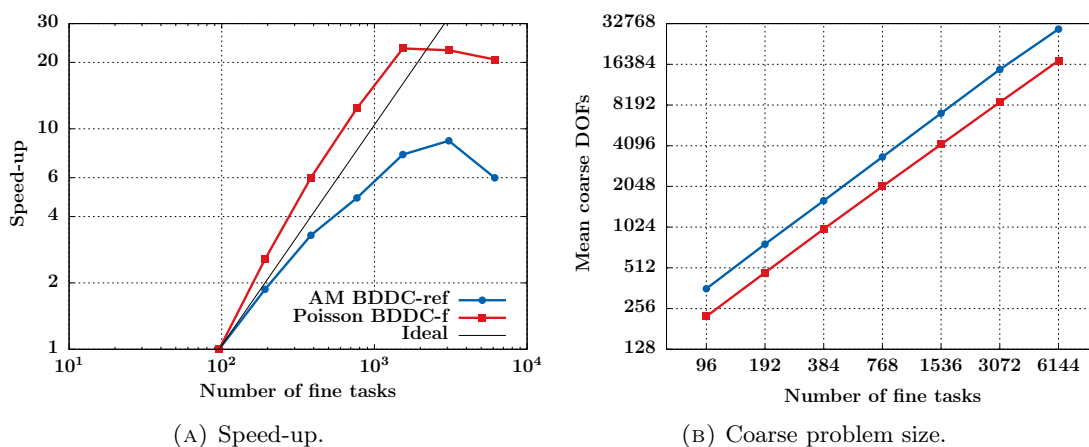 30
20
10
6
4
2
1
Speed-up
AM BDDC-ref
Poisson BDDC-f
Ideal
10^1 10^2 10^3 10^4
Number of fine tasks
(A) Speed-up.
32768
16384
8192
4096
2048
1024
512
256
128
Mean coarse DOFs
96 192 384 768 1536 3072 6144
Number of fine tasks
(B) Coarse problem size.